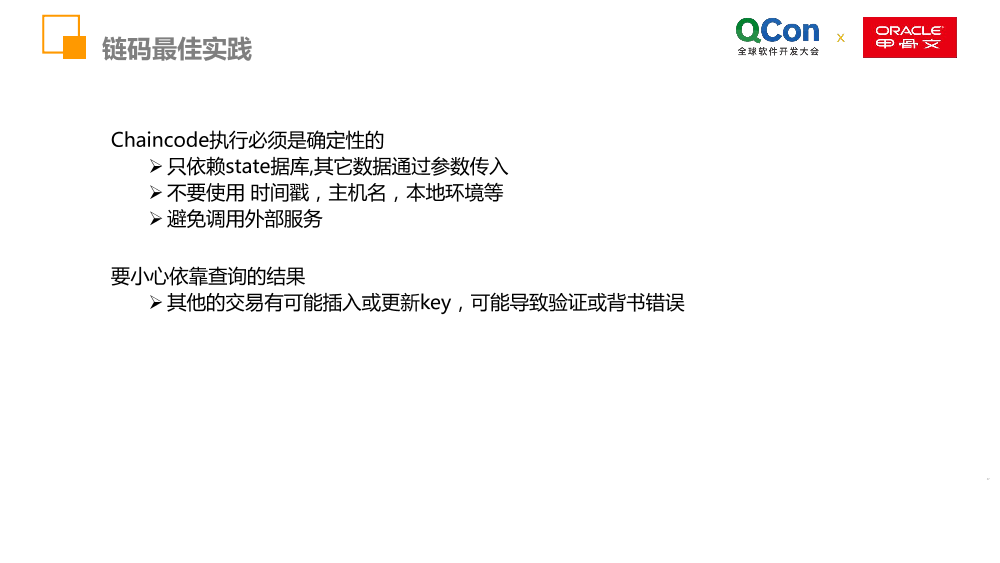 链码最佳实践
QCon
全球软件开发大会
x
ORACLE
甲骨文
Chaincode执行必须是确定性的
➢ 只依赖state据库,其它数据通过参数传入
➢ 不要使用 时间戳，主机名，本地环境等
➢ 避免调用外部服务
要小心依靠查询的结果
➢ 其他的交易有可能插入或更新key，可能导致验证或背书错误